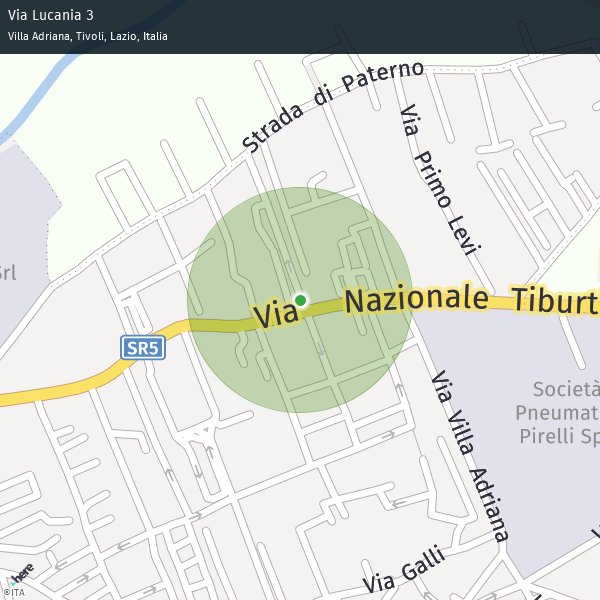 Via Lucania 3
Villa Adriana, Tivoli, Lazio, Italia
Strada di Paterno
Via Primo Levi
Srl
Via Nazionale Tiburt
SR5
Società
Pneumat
Pirelli Sp
Via Villa Adriana
Via Galli
here
©ITA